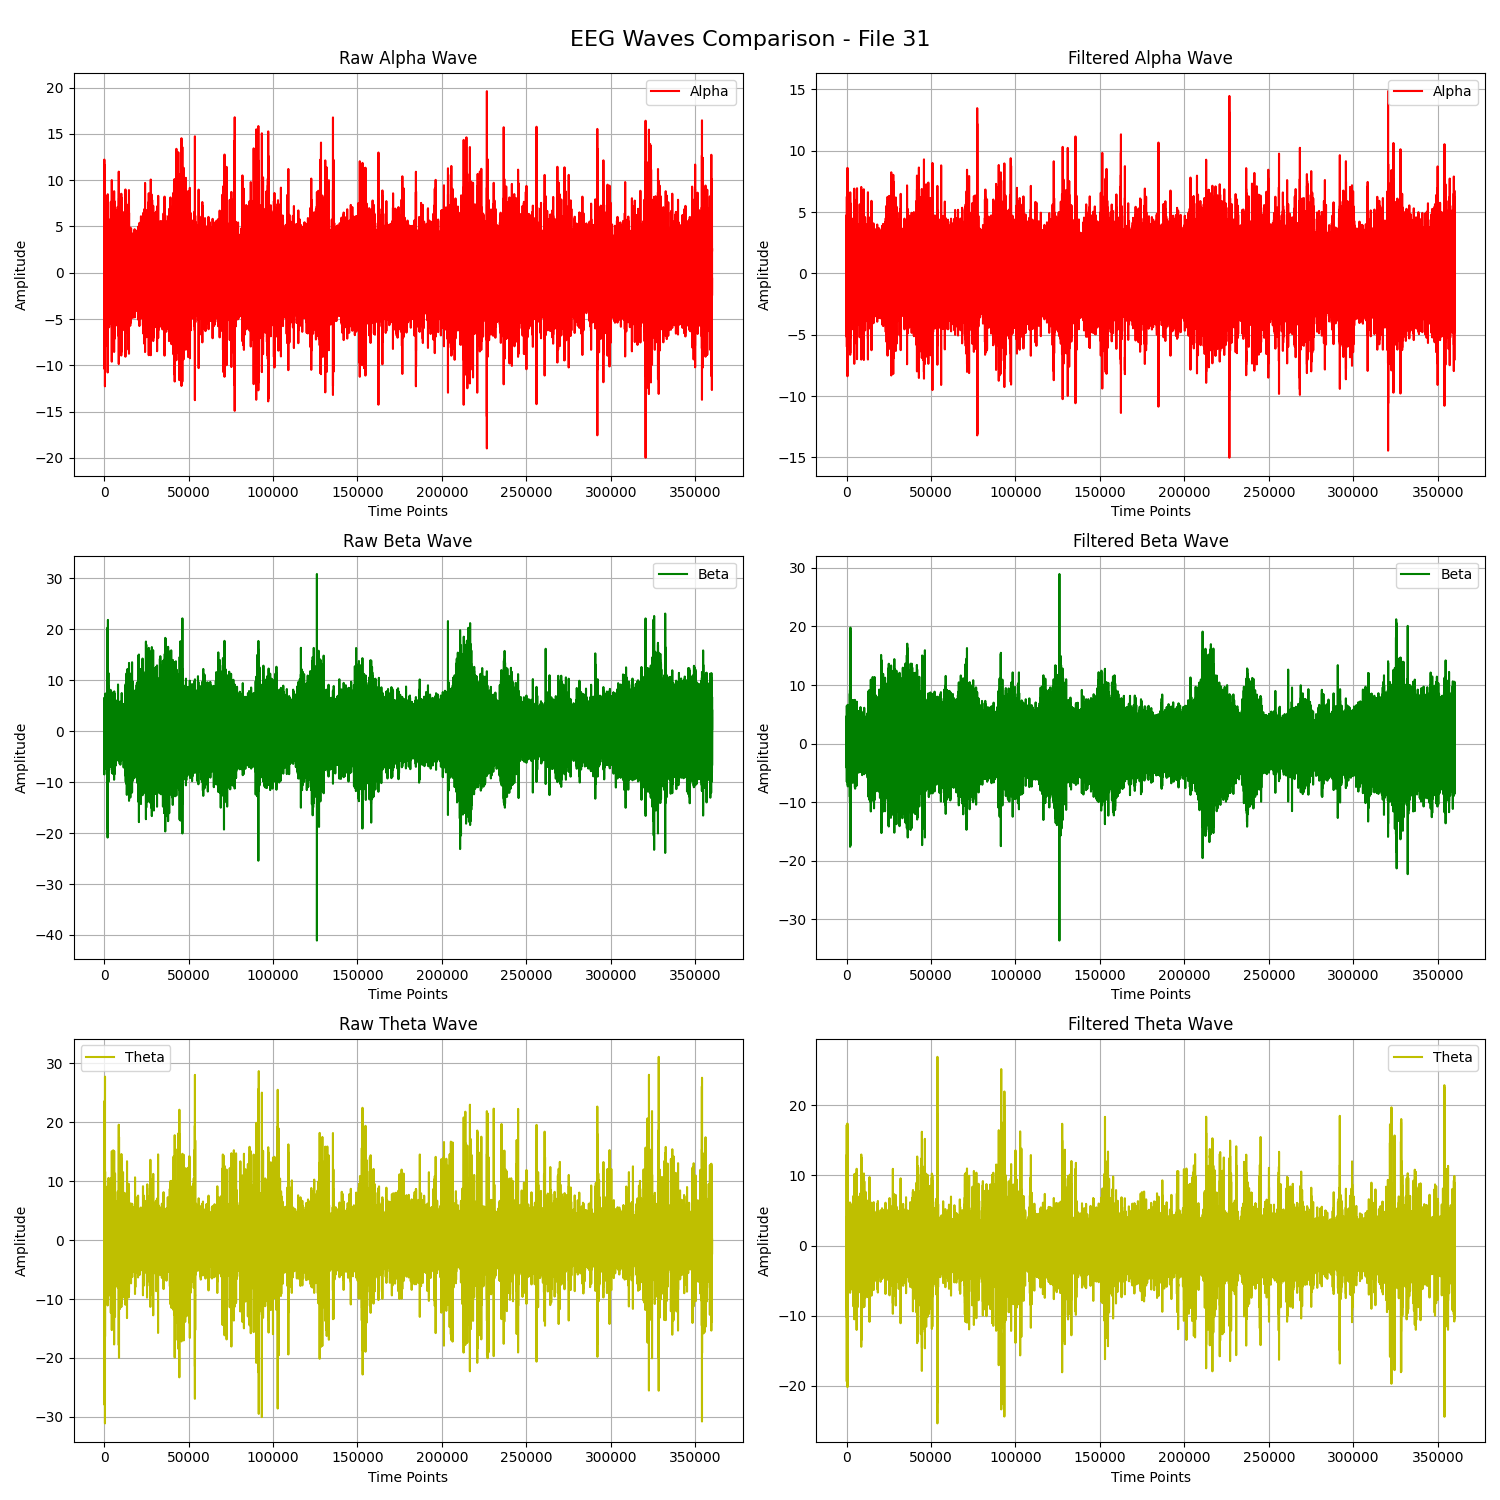 EEG Waves Comparison - File 31
Raw Alpha Wave
Alpha
20
15
10
5
0
−5
−10
−15
−20
Amplitude
0 50000 100000 150000 200000 250000 300000 350000
Time Points
Filtered Alpha Wave
Alpha
15
10
5
0
−5
−10
−15
Amplitude
0 50000 100000 150000 200000 250000 300000 350000
Time Points
Raw Beta Wave
Beta
30
20
10
0
−10
−20
−30
−40
Amplitude
0 50000 100000 150000 200000 250000 300000 350000
Time Points
Filtered Beta Wave
Beta
30
20
10
0
−10
−20
−30
Amplitude
0 50000 100000 150000 200000 250000 300000 350000
Time Points
Raw Theta Wave
Theta
30
20
10
0
−10
−20
−30
Amplitude
0 50000 100000 150000 200000 250000 300000 350000
Time Points
Filtered Theta Wave
Theta
20
10
0
−10
−20
Amplitude
0 50000 100000 150000 200000 250000 300000 350000
Time Points